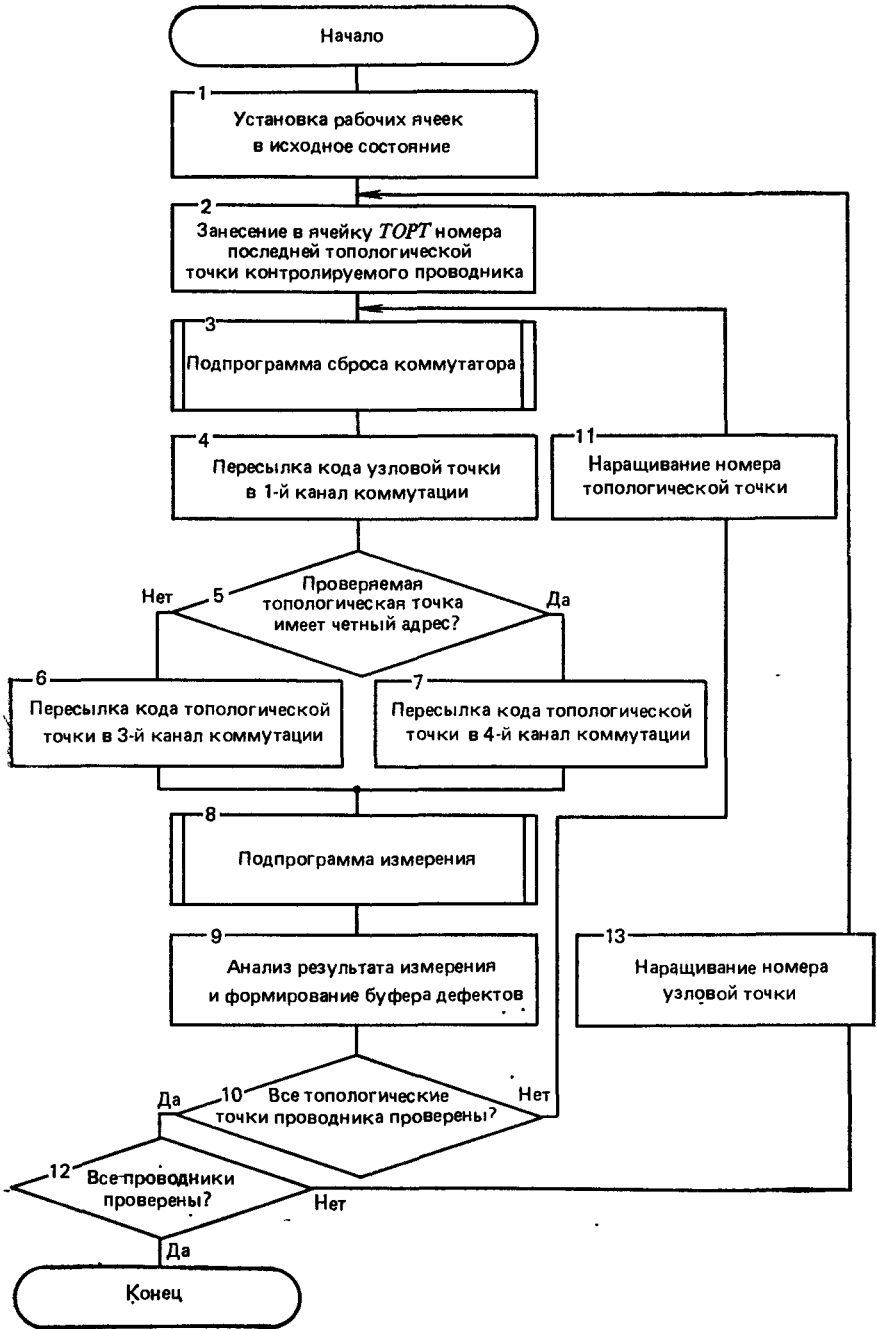 Начало
1
Установка рабочих ячеек
в исходное состояние
2
Занесение в ячейку TOPT номера
последней топологической
точки контролируемого проводника
3
Подпрограмма сброса коммутатора
4
Пересылка кода узловой точки
в 1-й канал коммутации
11
Наращивание номера
топологической точки
Нет
5
Проверяемая
топологическая точка
имеет четный адрес?
Да
6
Пересылка кода топологической
точки в 3-й канал коммутации
7
Пересылка кода топологической
точки в 4-й канал коммутации
8
Подпрограмма измерения
9
Анализ результата измерения
и формирование буфера дефектов
13
Наращивание номера
узловой точки
Да
10
Все топологические
точки проводника проверены?
Нет
12
Все проводники
проверены?
Нет
Да
Конец